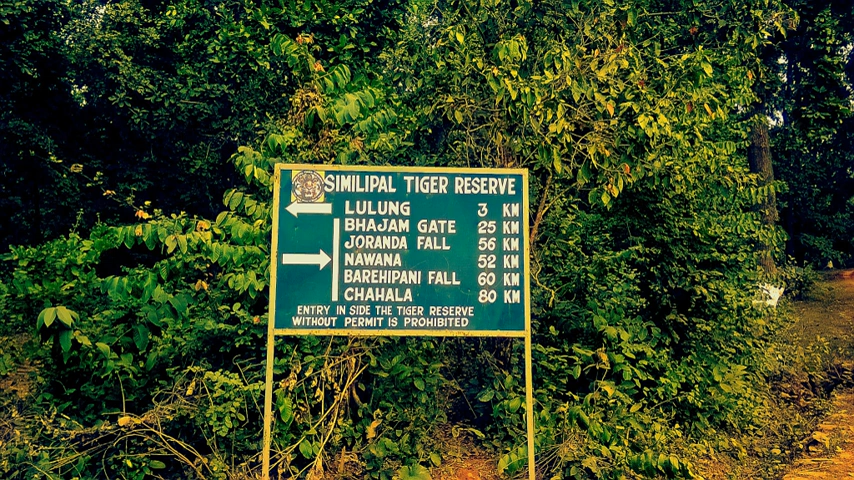 SIMILIPAL TIGER RESERVE
LULUNG 3 KM
BHAJAM GATE 25 KM
JORANDA FALL 56 KM
NAWANA 52 KM
BAREHIPANI FALL 60 KM
CHAHALA 80 KM
ENTRY IN SIDE THE TIGER RESERVE
WITHOUT PERMIT IS PROHIBITED